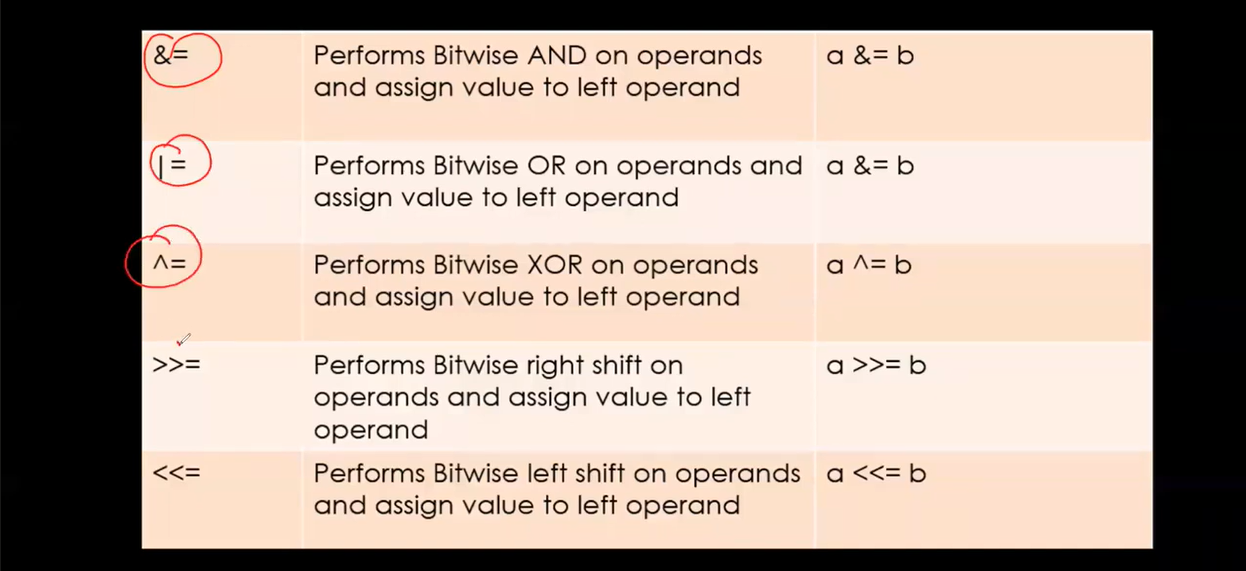 &= Performs Bitwise AND on operands a &= b
and assign value to left operand
|= Performs Bitwise OR on operands and a &= b
assign value to left operand
^= Performs Bitwise XOR on operands a ^= b
and assign value to left operand
>>= Performs Bitwise right shift on a >>= b
operands and assign value to left
operand
<<= Performs Bitwise left shift on operands a <<= b
and assign value to left operand